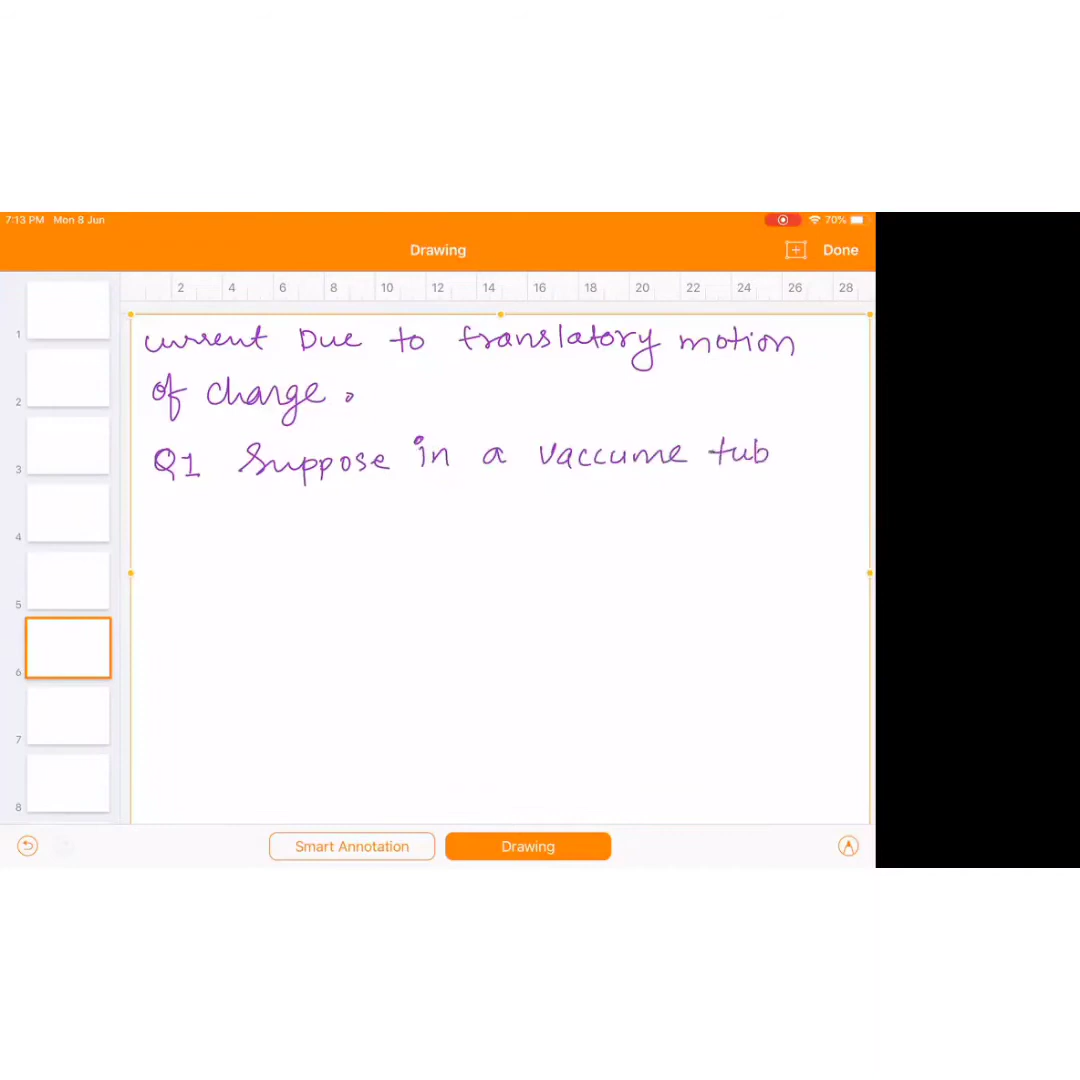 7:13 PM Mon 8 Jun 70%
Drawing Done
2 4 6 8 10 12 14 16 18 20 22 24 26 28
1
2
3
4
5
6
7
8
current Due to translatory motion
of charge.
Q1 Suppose in a vaccume tub
Smart Annotation Drawing